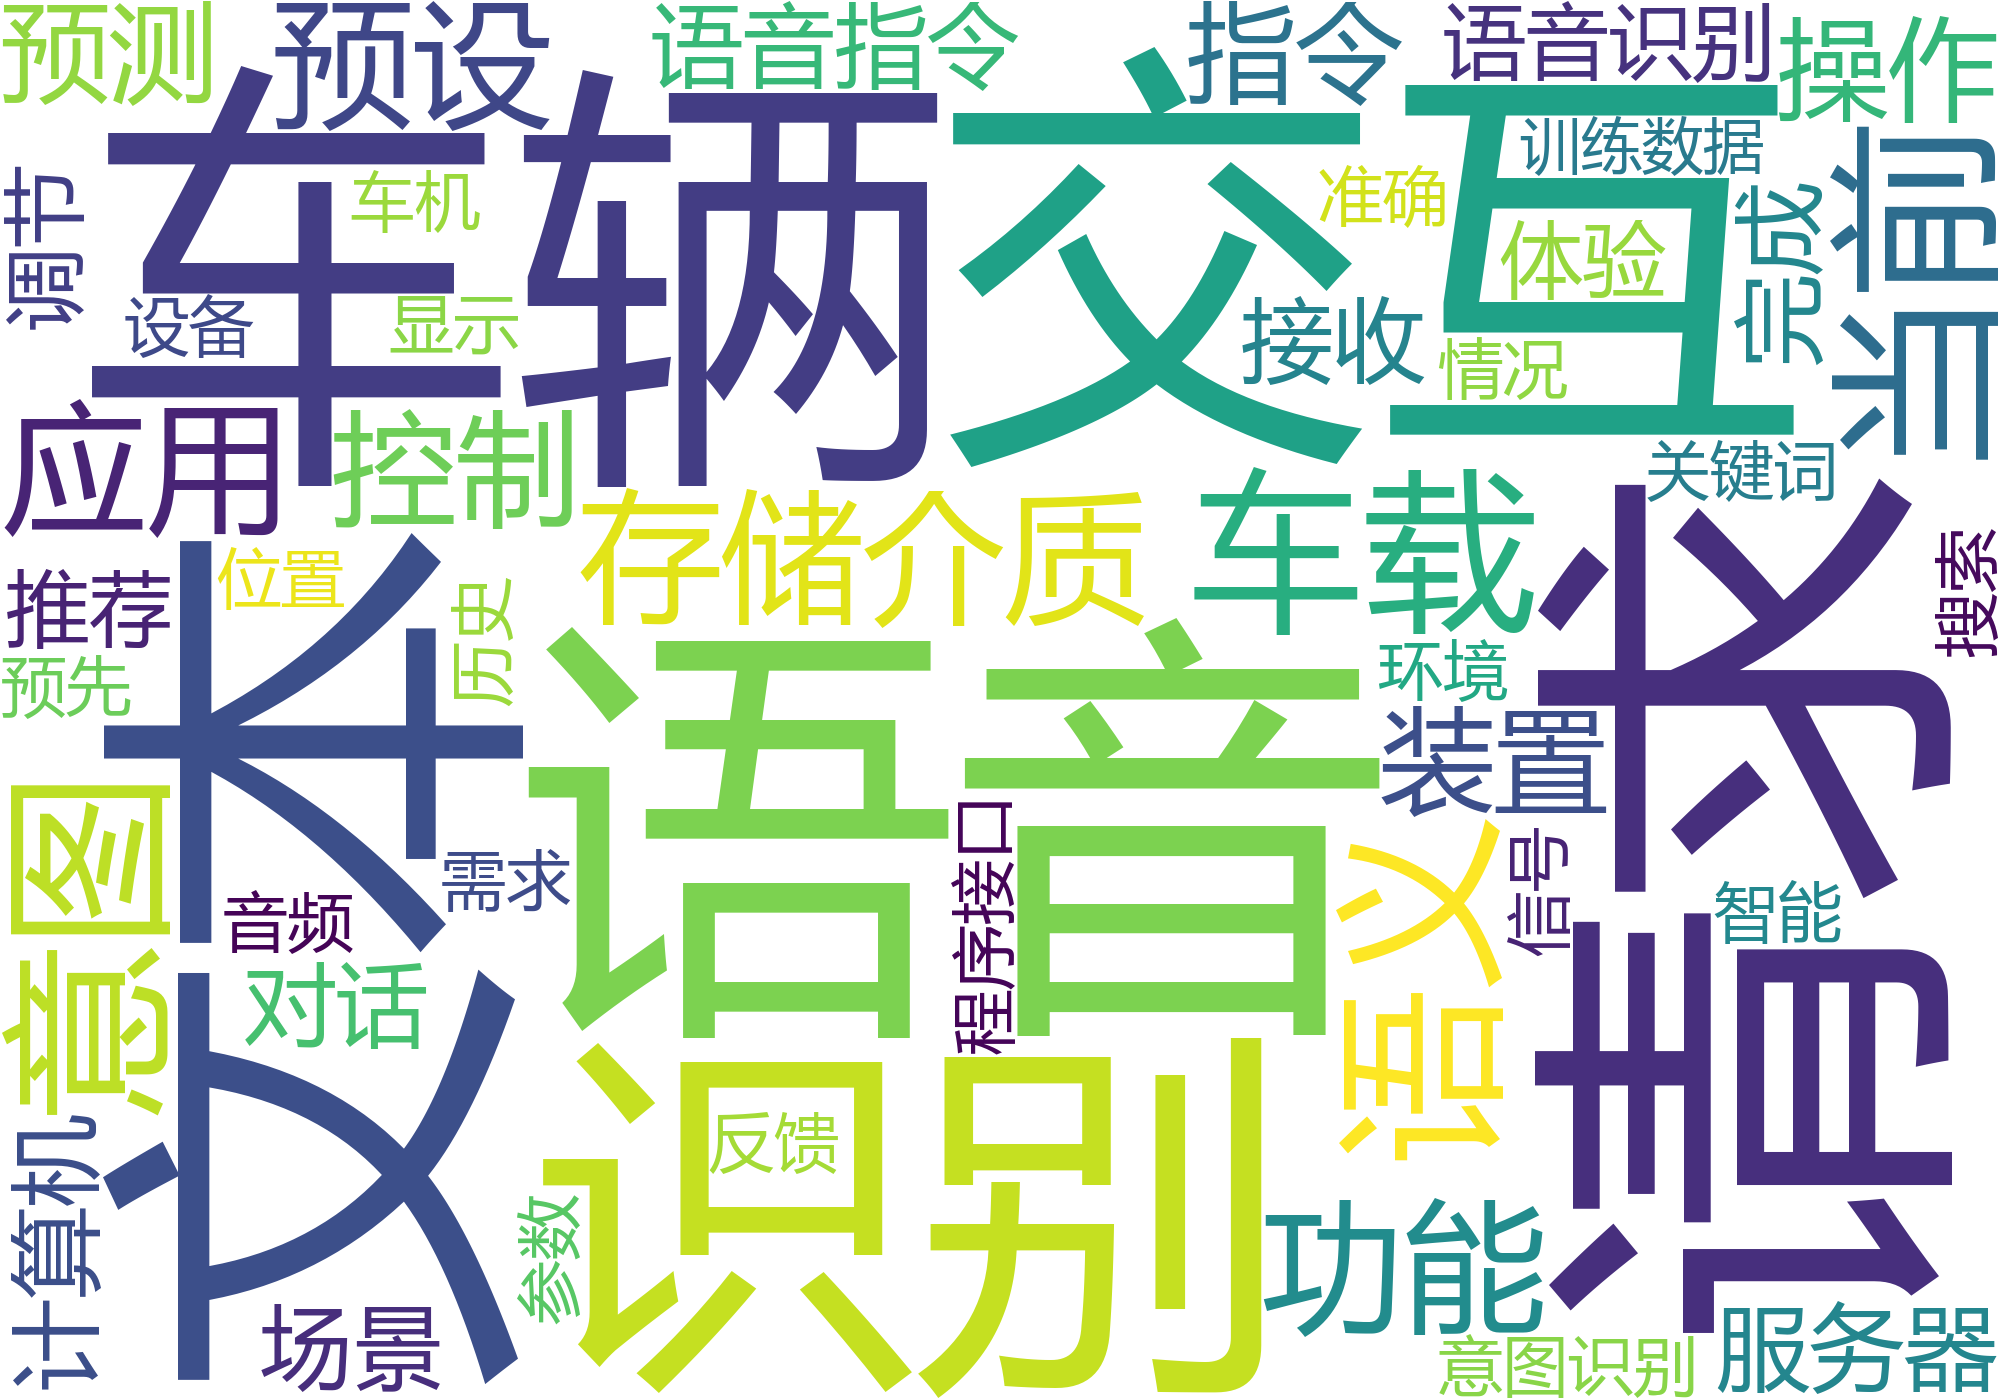 预测
预设
语音指令
指令
语音识别
操作
车辆
交互
训练数据
当前
调节
车机
准确
体验
完成
设备
显示
接收
情况
应用
控制
关键词
存储介质
车载
请求
搜索
推荐
位置
历史
文本
预先
语音
环境
装置
意图
需求
程序接口
语义
信号
智能
音频
对话
识别
计算机
反馈
参数
功能
场景
服务器
意图识别